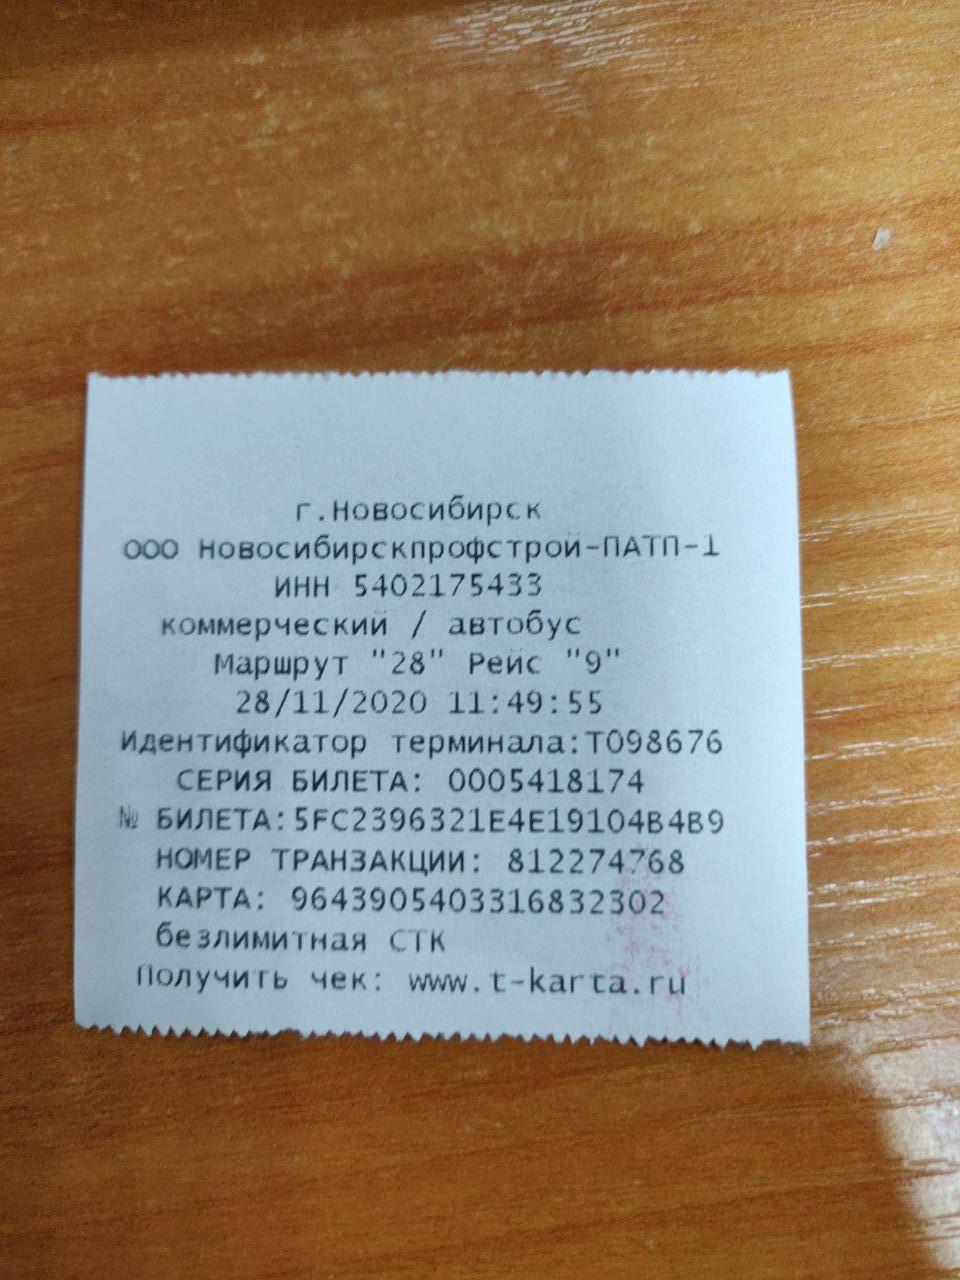 г.Новосибирск
ООО Новосибирскпрофстрой-ПАТП-1
ИНН 5402175433
коммерческий / автобус
Маршрут "28" Рейс "9"
28/11/2020 11:49:55
Идентификатор терминала:T098676
СЕРИЯ БИЛЕТА: 0005418174
№ БИЛЕТА:5FC2396321E4E19104B4B9
НОМЕР ТРАНЗАКЦИИ: 812274768
КАРТА: 96439054033316832302
безлимитная СТК
Получить чек: www.t-karta.ru